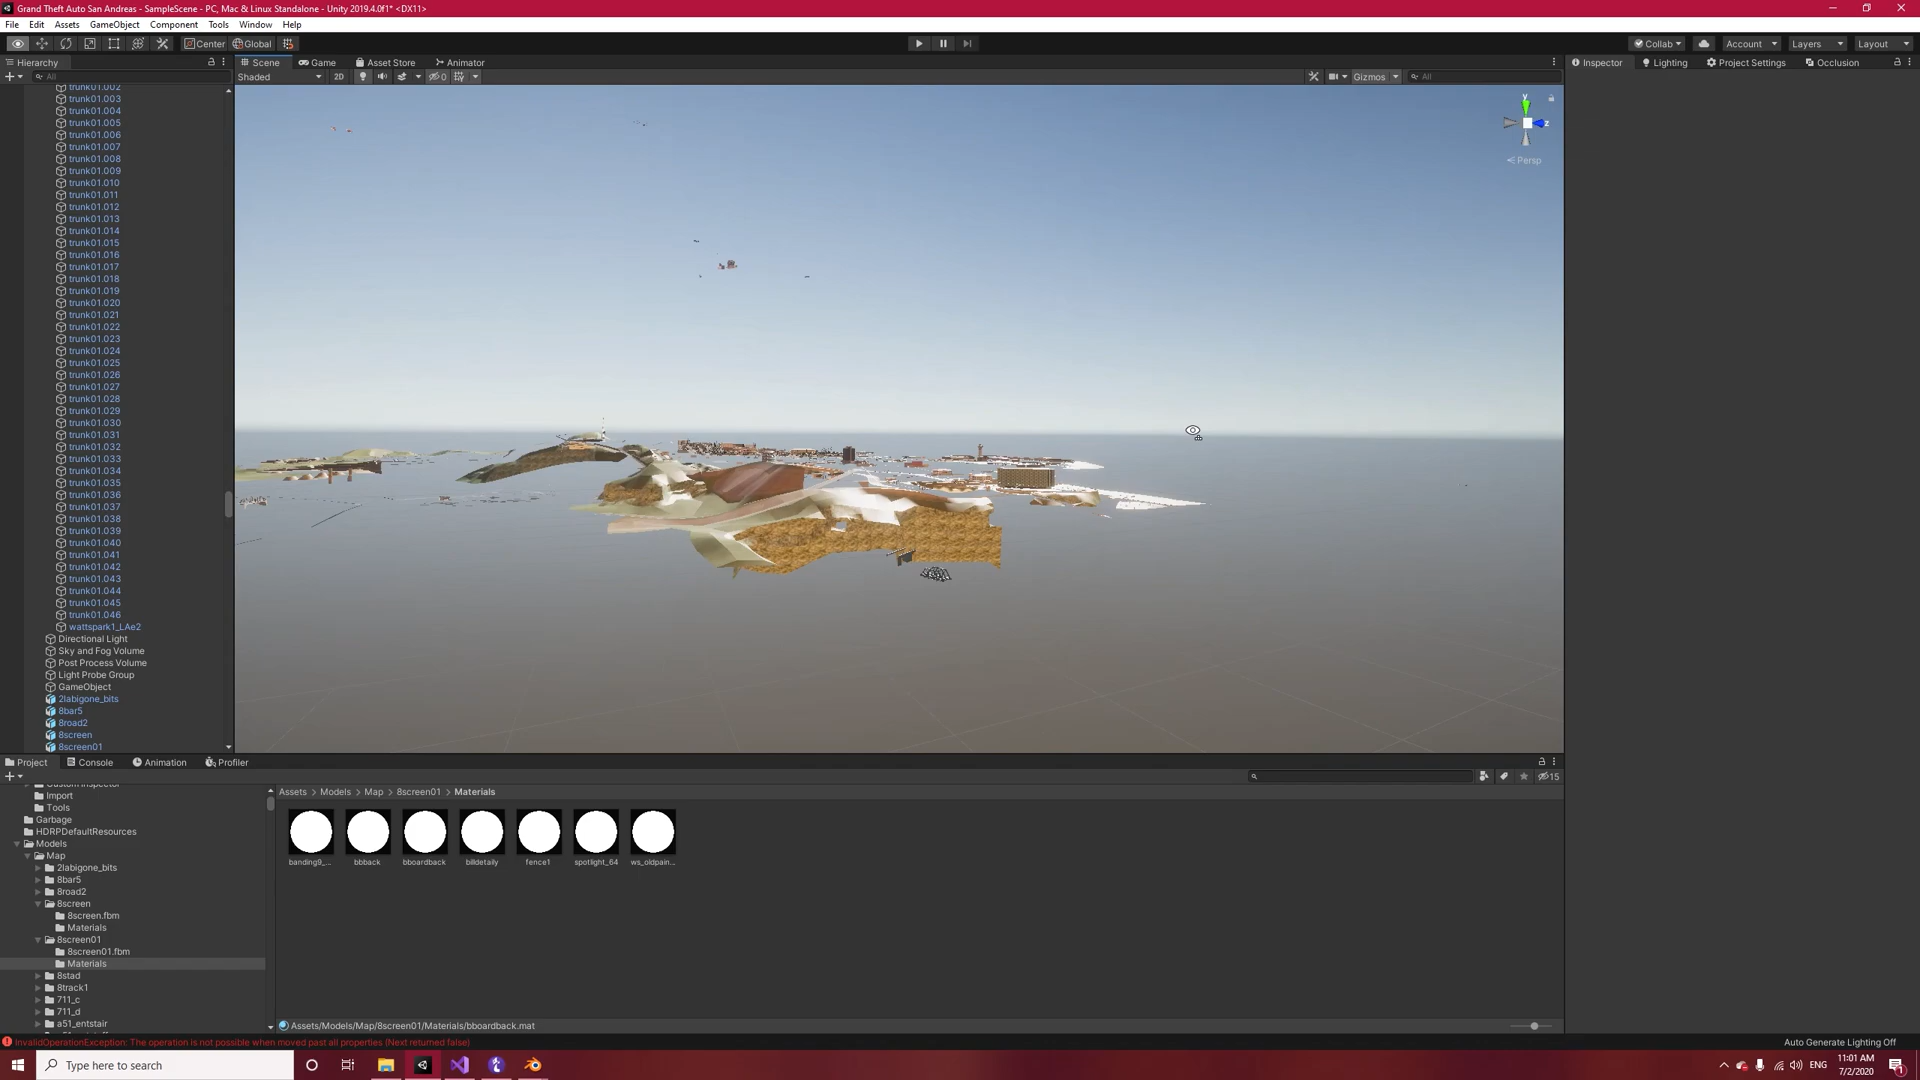 Grand Theft Auto San Andreas - SampleScene - PC, Mac & Linux Standalone - Unity 2019.4.0f1* <DX11>
File Edit Assets GameObject Component Tools Window Help
Center Global Collab Account Layers Layout
Hierarchy Scene Game Asset Store Animator Inspector Lighting Project Settings Occlusion
All Shaded 2D 0 Gizmos All
trunk01.002
trunk01.003
trunk01.004
trunk01.005
trunk01.006
trunk01.007
trunk01.008
trunk01.009
trunk01.010
trunk01.011
trunk01.012
trunk01.013
trunk01.014
trunk01.015
trunk01.016
trunk01.017
trunk01.018
trunk01.019
trunk01.020
trunk01.021
trunk01.022
trunk01.023
trunk01.024
trunk01.025
trunk01.026
trunk01.027
trunk01.028
trunk01.029
trunk01.030
trunk01.031
trunk01.032
trunk01.033
trunk01.034
trunk01.035
trunk01.036
trunk01.037
trunk01.038
trunk01.039
trunk01.040
trunk01.041
trunk01.042
trunk01.043
trunk01.044
trunk01.045
trunk01.046
wattspark1_LAe2
Directional Light
Sky and Fog Volume
Post Process Volume
Light Probe Group
GameObject
2labigone_bits
8bar5
8road2
8screen
8screen01
y
z
Persp
Project Console Animation Profiler
15
Custom Inspector
Import
Tools
Garbage
HDRPDefaultResources
Models
Map
2labigone_bits
8bar5
8road2
8screen
8screen.fbm
Materials
8screen01
8screen01.fbm
Materials
8stad
8track1
711_c
711_d
a51_entstair
Assets > Models > Map > 8screen01 > Materials
banding9_... bbback bboardback billdetaily fence1 spotlight_64 ws_oldpain...
Assets/Models/Map/8screen01/Materials/bboardback.mat
InvalidOperationException: The operation is not possible when moved past all properties (Next returned false)
Auto Generate Lighting Off
Type here to search
ENG
11:01 AM
7/2/2020
1